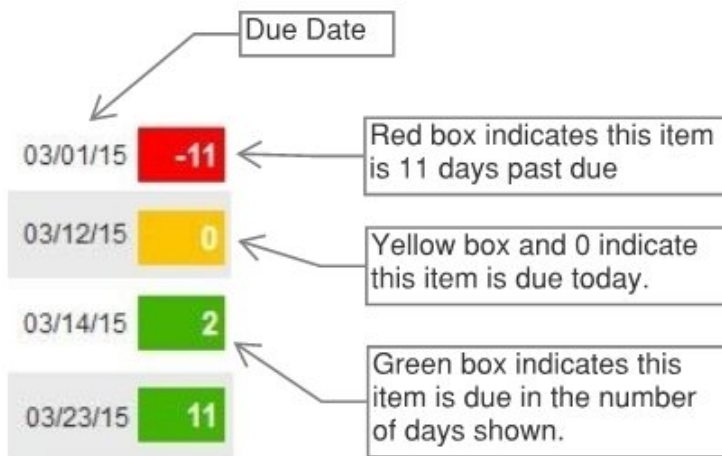 Due Date
03/01/15 -11
Red box indicates this item
is 11 days past due
03/12/15 0
Yellow box and 0 indicate
this item is due today.
03/14/15 2
Green box indicates this
item is due in the number
of days shown.
03/23/15 11